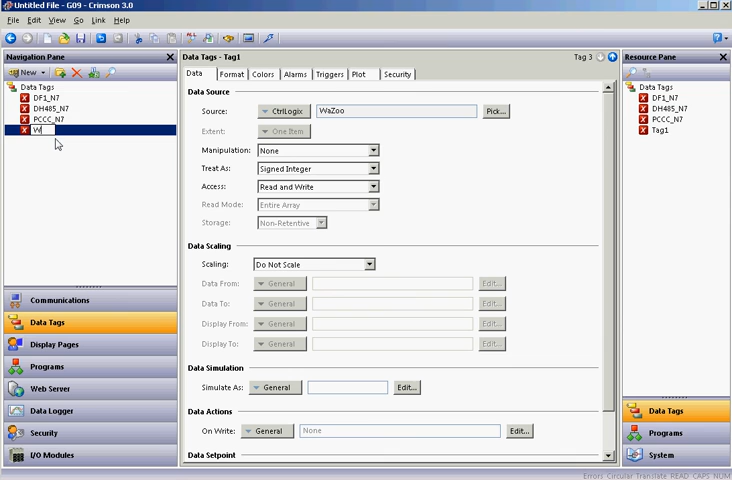 Untitled File - G09 - Crimson 3.0
File Edit View Go Link Help
Navigation Pane
New
Data Tags
DF1_N7
DH485_N7
PCCC_N7
W
Communications
Data Tags
Display Pages
Programs
Web Server
Data Logger
Security
I/O Modules
Data Tags - Tag1
Tag 3
Data Format Colors Alarms Triggers Plot Security
Data Source
Source: CtrlLogix WaZoo Pick...
Extent: One Item
Manipulation: None
Treat As: Signed Integer
Access: Read and Write
Read Mode: Entire Array
Storage: Non-Retentive
Data Scaling
Scaling: Do Not Scale
Data From: General Edit...
Data To: General Edit...
Display From: General Edit...
Display To: General Edit...
Data Simulation
Simulate As: General Edit...
Data Actions
On Write: General None Edit...
Data Setpoint
Resource Pane
Data Tags
DF1_N7
DH485_N7
PCCC_N7
Tag1
Data Tags
Programs
System
Errors Circular Translate READ CAPS NUM